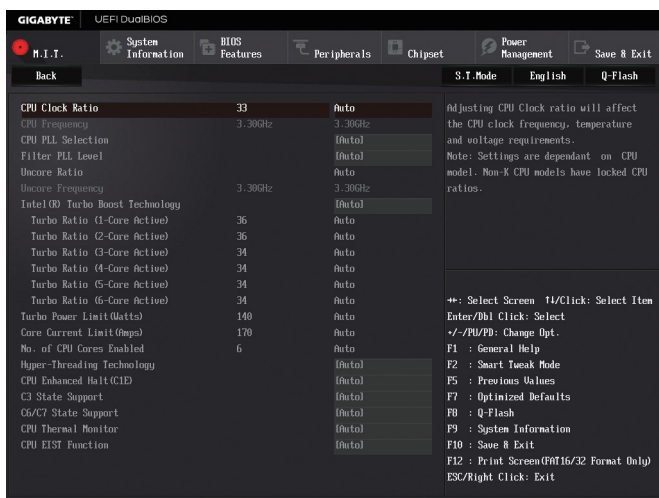 GIGABYTE™ UEFI DualBIOS
M.I.T. System Information BIOS Features Peripherals Chipset Power Management Save & Exit
Back S.T.Mode English Q-Flash
CPU Clock Ratio 33 Auto
CPU Frequency 3.30GHz 3.30GHz
CPU PLL Selection [Auto]
Filter PLL Level [Auto]
Uncore Ratio Auto
Uncore Frequency 3.30GHz 3.30GHz
Intel(R) Turbo Boost Technology [Auto]
Turbo Ratio (1-Core Active) 36 Auto
Turbo Ratio (2-Core Active) 36 Auto
Turbo Ratio (3-Core Active) 34 Auto
Turbo Ratio (4-Core Active) 34 Auto
Turbo Ratio (5-Core Active) 34 Auto
Turbo Ratio (6-Core Active) 34 Auto
Turbo Power Limit(Watts) 140 Auto
Core Current Limit(Amps) 170 Auto
No. of CPU Cores Enabled 6 Auto
Hyper-Threading Technology [Auto]
CPU Enhanced Halt(C1E) [Auto]
C3 State Support [Auto]
C6/C7 State Support [Auto]
CPU Thermal Monitor [Auto]
CPU EIST Function [Auto]
Adjusting CPU Clock ratio will affect
the CPU clock frequency, temperature
and voltage requirements.
Note: Settings are dependant on CPU
model. Non-K CPU models have locked CPU
ratios.
→←: Select Screen ↑↓/Click: Select Item
Enter/Dbl Click: Select
+/-/PU/PD: Change Opt.
F1 : General Help
F2 : Smart Tweak Mode
F5 : Previous Values
F7 : Optimized Defaults
F8 : Q-Flash
F9 : System Information
F10 : Save & Exit
F12 : Print Screen(FAT16/32 Format Only)
ESC/Right Click: Exit